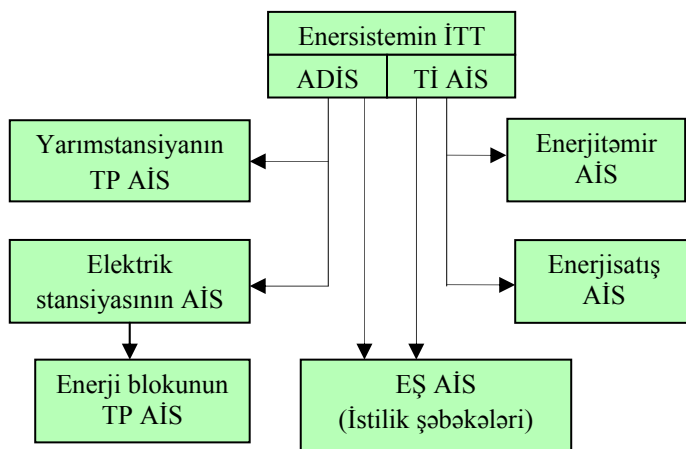 Enersistemin İTT
ADİS
Tİ AİS
Yarımstansiyanın
TP AİS
Enerjitəmir
AİS
Elektrik
stansiyasının AİS
Enerjisatış
AİS
Enerji blokunun
TP AİS
EŞ AİS
(İstilik şəbəkələri)